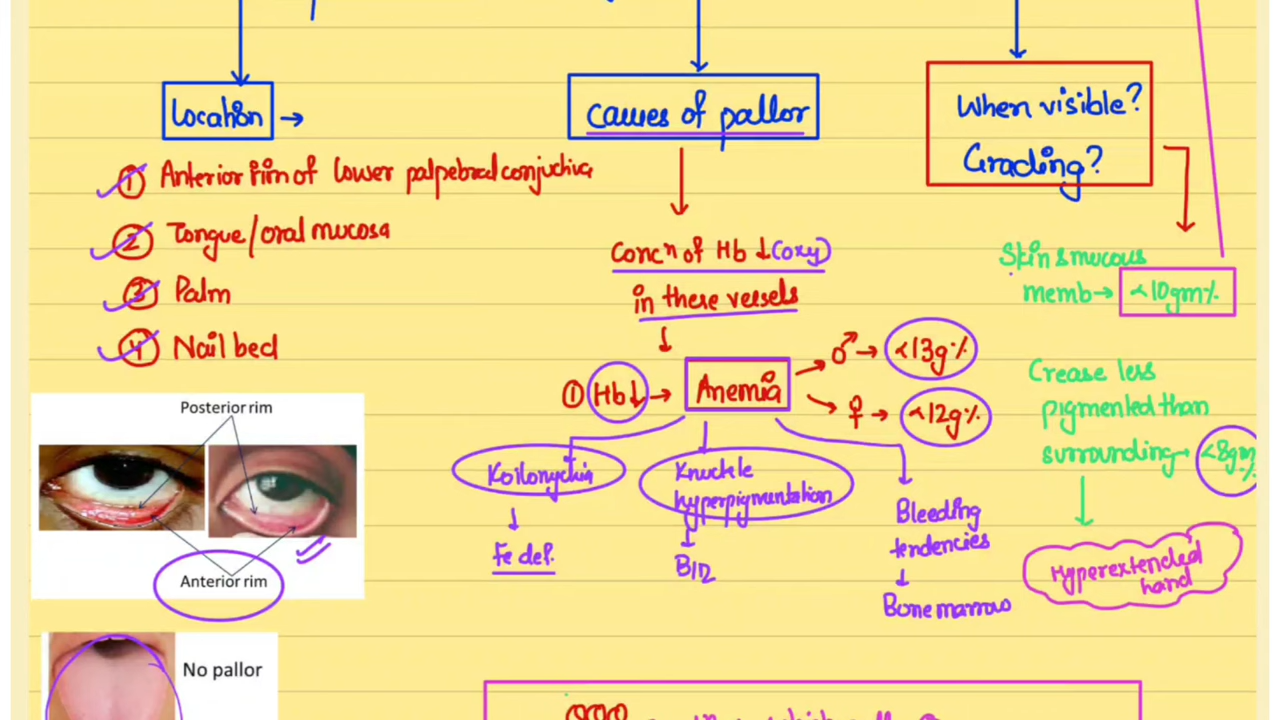 Location →
① Anterior rim of lower palpebral conjuctiva
② Tongue/oral mucosa
③ Palm
④ Nail bed
Posterior rim
Anterior rim
No pallor
causes of pallor
Concⁿ of Hb ↓ (oxy)
in these vessels
① Hb↓ → Anemia
♂ → <13g%
♀ → <12g%
Koilonychia
Fe def.
Knuckle
hyperpigmentation
B12
Bleeding
tendencies
Bone marrow
When visible?
Grading?
Skin & mucous
memb → <10gm%
Crease less
pigmented than
surrounding → <8gm%
Hyperextended
hand